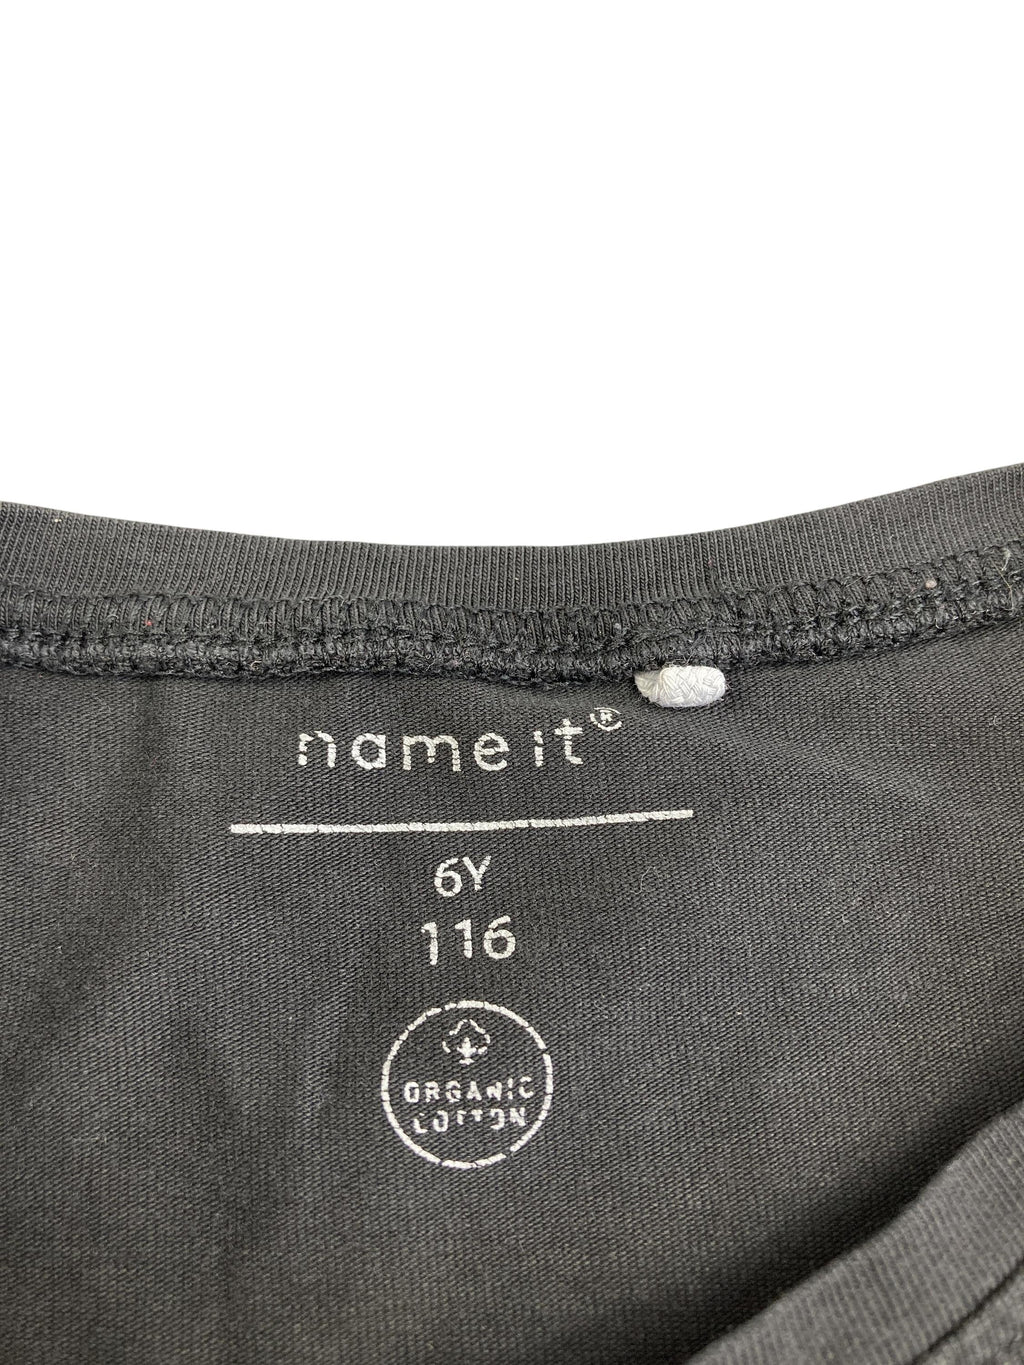 name it®
6Y
116
ORGANIC
COTTON